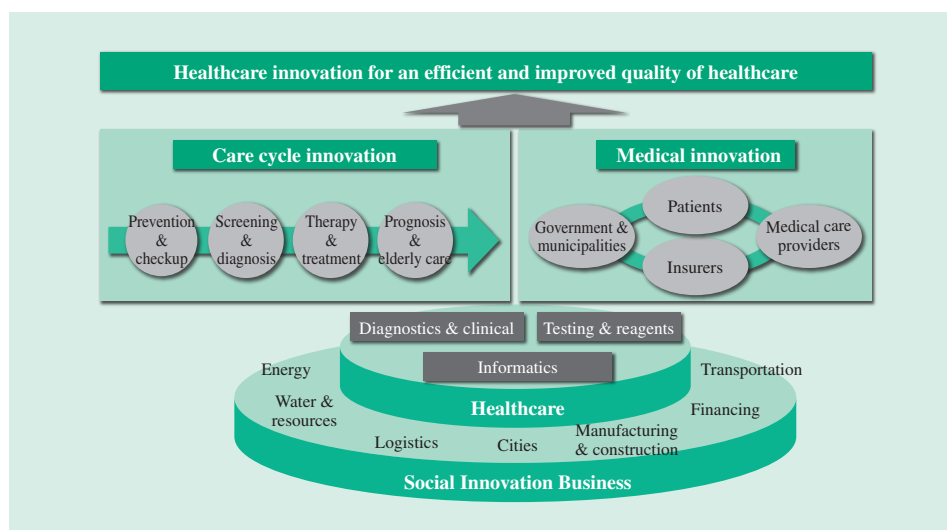 Healthcare innovation for an efficient and improved quality of healthcare
Care cycle innovation
Prevention
&
checkup
Screening
&
diagnosis
Therapy
&
treatment
Prognosis
&
elderly care
Medical innovation
Patients
Government &
municipalities
Medical care
providers
Insurers
Diagnostics & clinical
Testing & reagents
Informatics
Healthcare
Energy
Transportation
Water &
resources
Financing
Logistics
Cities
Manufacturing
& construction
Social Innovation Business